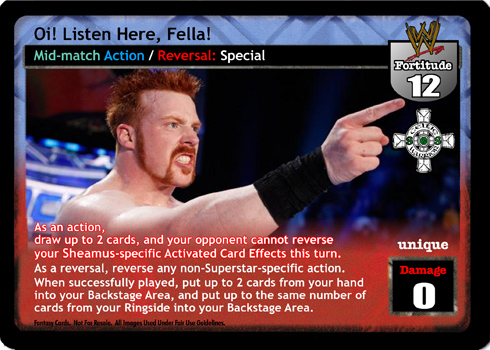 Oi! Listen Here, Fella!
Mid-match Action / Reversal: Special
W
Fortitude
12
As an action,
draw up to 2 cards, and your opponent cannot reverse
your Sheamus-specific Activated Card Effects this turn.
As a reversal, reverse any non-Superstar-specific action.
When successfully played, put up to 2 cards from your hand
into your Backstage Area, and put up to the same number of
cards from your Ringside into your Backstage Area.
unique
Damage
0
Fantasy Cards. Not For Resale. All Images Used Under Fair Use Guidelines.